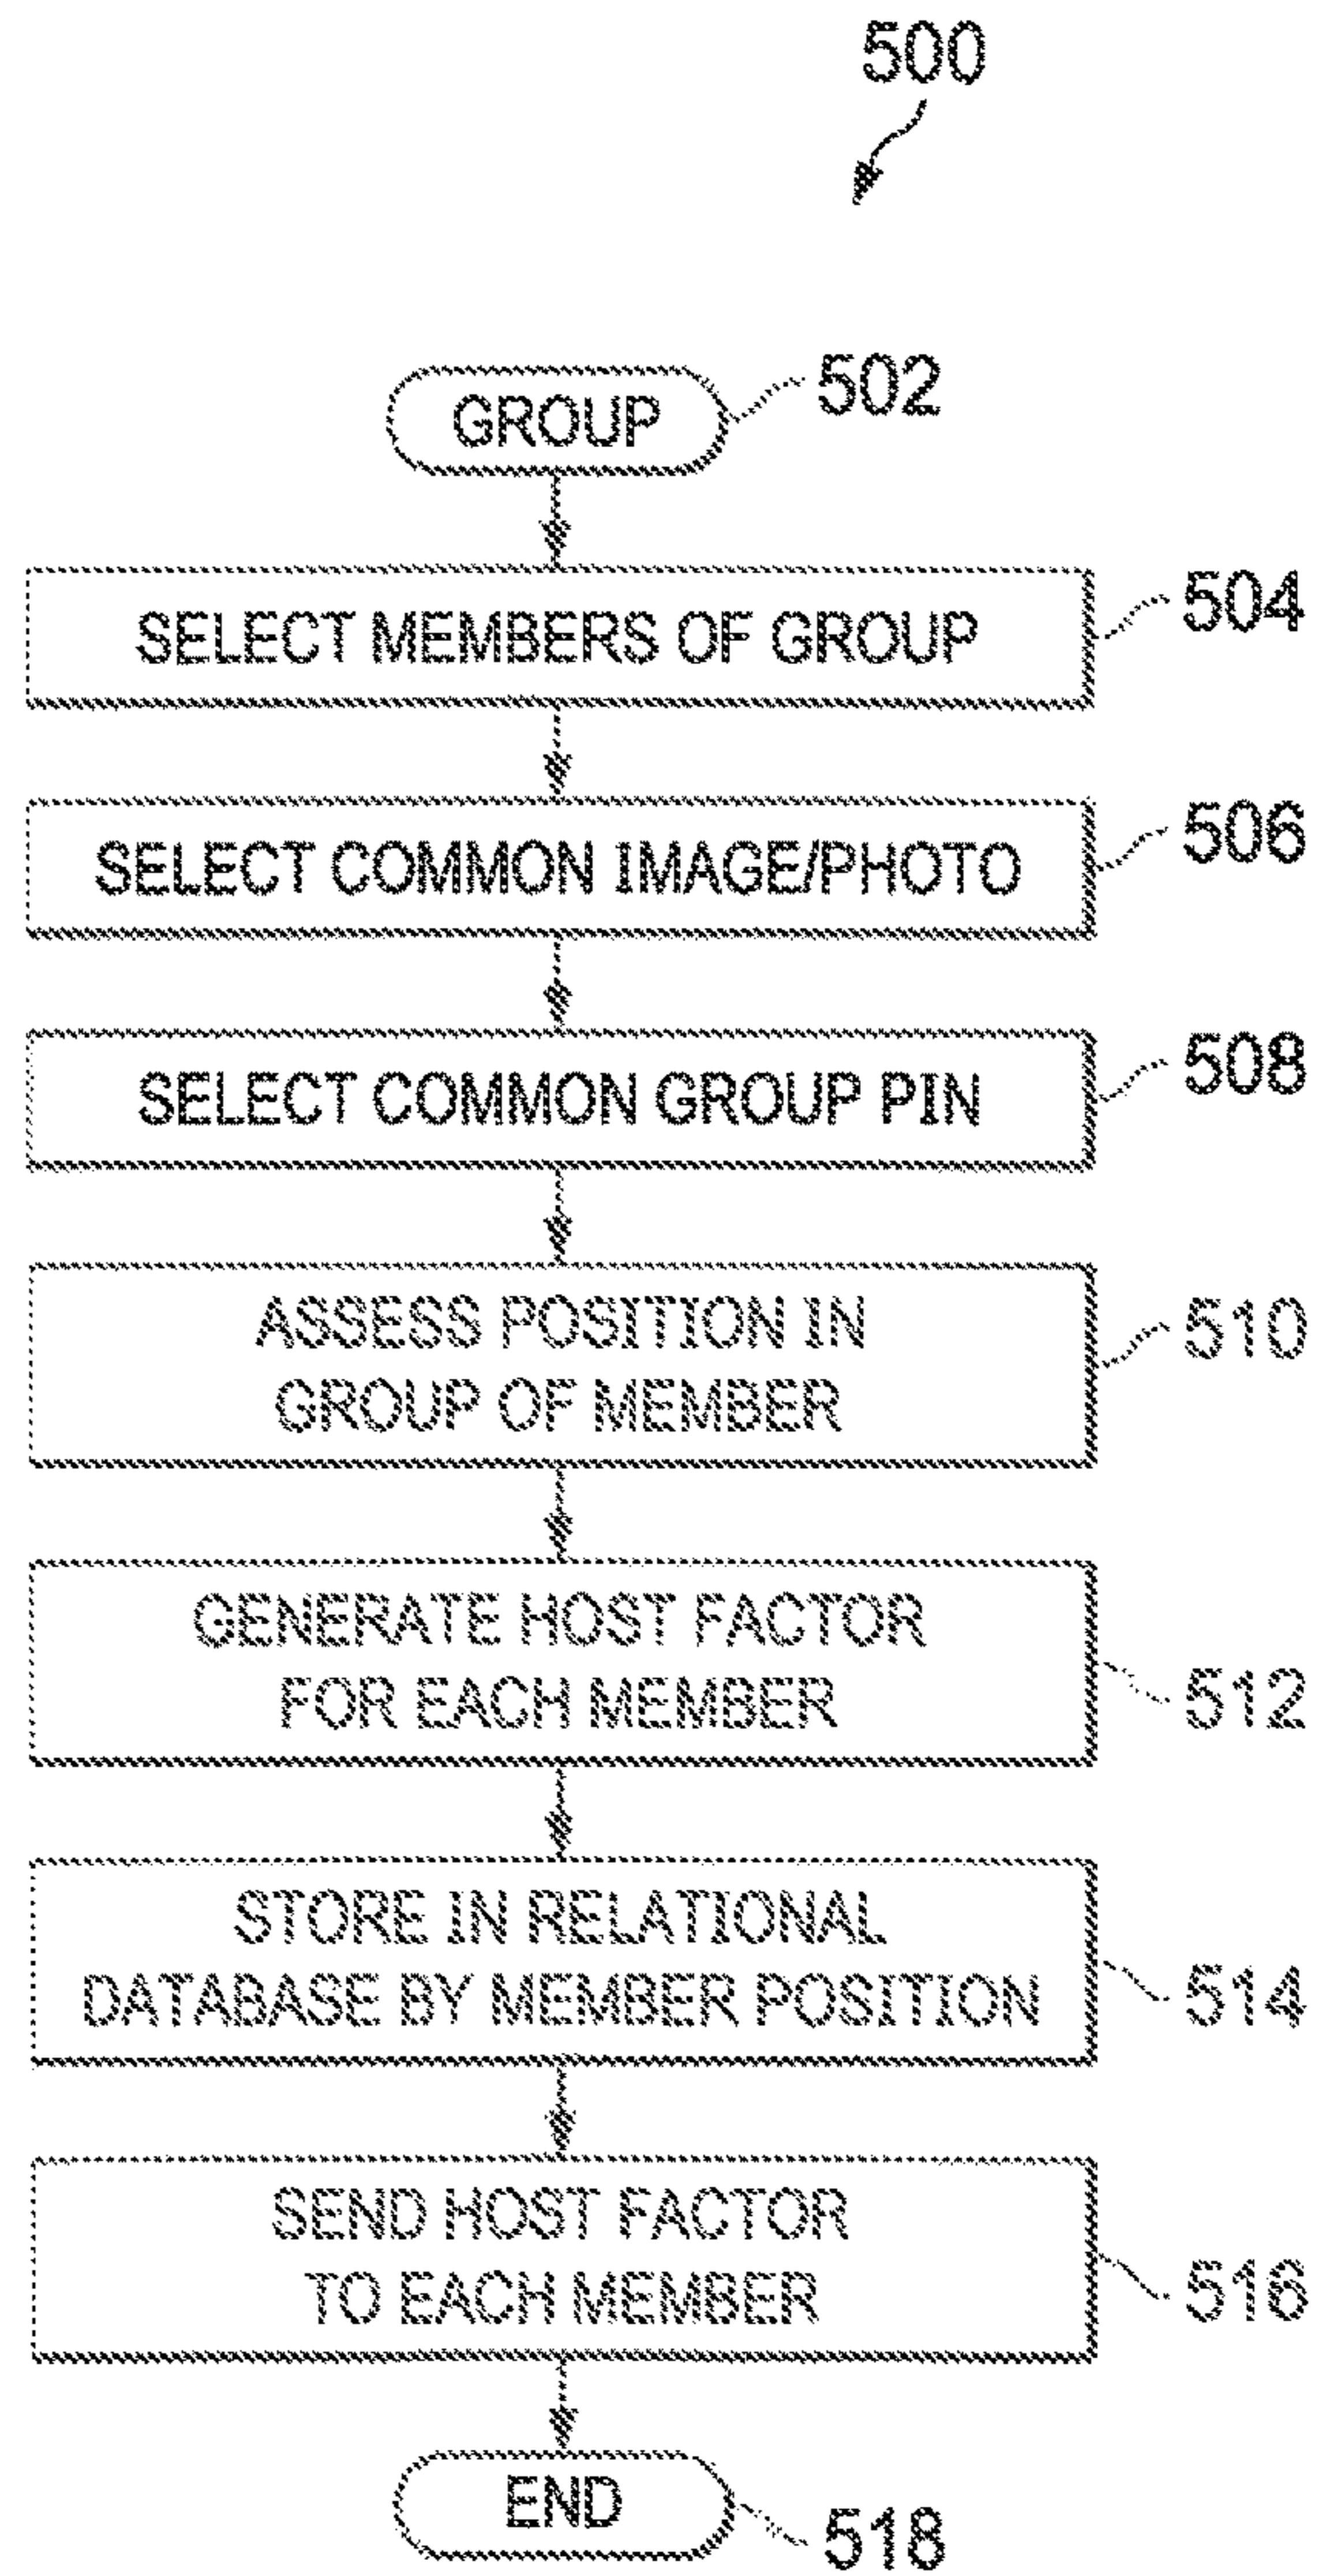 500
GROUP
502
SELECT MEMBERS OF GROUP
504
SELECT COMMON IMAGE/PHOTO
506
SELECT COMMON GROUP PIN
508
ASSESS POSITION IN
GROUP OF MEMBER
510
GENERATE HOST FACTOR
FOR EACH MEMBER
512
STORE IN RELATIONAL
DATABASE BY MEMBER POSITION
514
SEND HOST FACTOR
TO EACH MEMBER
516
END
518